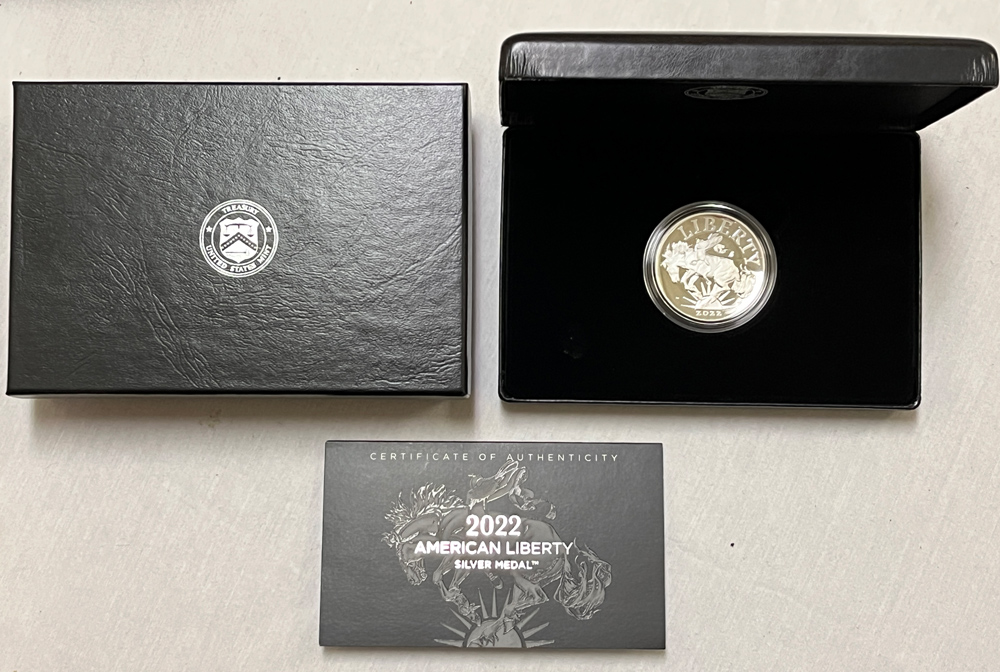 TREASURY
UNITED STATES MINT
LIBERTY
2022
CERTIFICATE OF AUTHENTICITY
2022
AMERICAN LIBERTY
SILVER MEDAL™